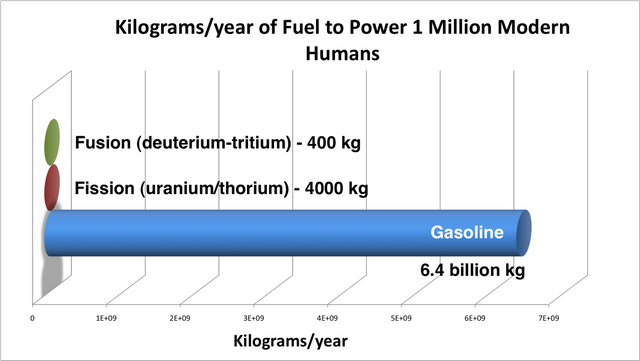 Kilograms/year of Fuel to Power 1 Million Modern
Humans
Fusion (deuterium-tritium) - 400 kg
Fission (uranium/thorium) - 4000 kg
Gasoline
6.4 billion kg
0 1E+09 2E+09 3E+09 4E+09 5E+09 6E+09 7E+09
Kilograms/year